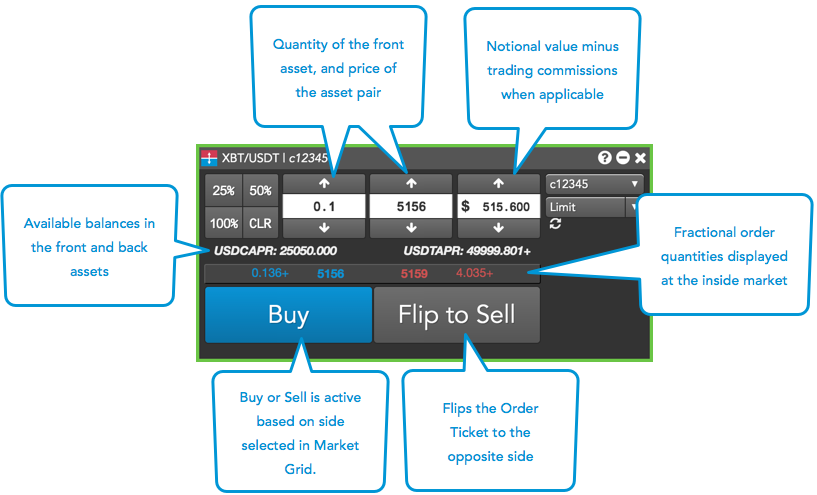 Quantity of the front
asset, and price of
the asset pair
Notional value minus
trading commissions
when applicable
XBT/USDT | c12345
25% 50%
100% CLR
0.1
5156
$ 515.600
c12345
Limit
Available balances in
the front and back
assets
USDCAPR: 25050.000 USDTAPR: 49999.801+
0.136+ 5156 5159 4.035+
Fractional order
quantities displayed
at the inside market
Buy
Flip to Sell
Buy or Sell is active
based on side
selected in Market
Grid.
Flips the Order
Ticket to the
opposite side